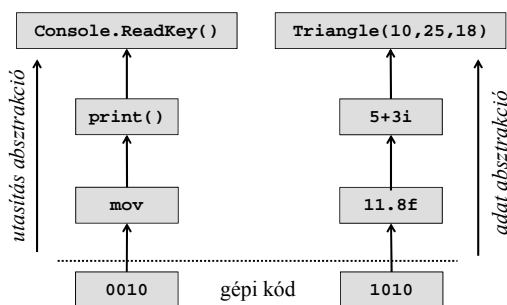 Console.ReadKey()
Triangle(10,25,18)
utasítás absztrakció
print()
5+3i
adat absztrakció
mov
11.8f
0010
gépi kód
1010